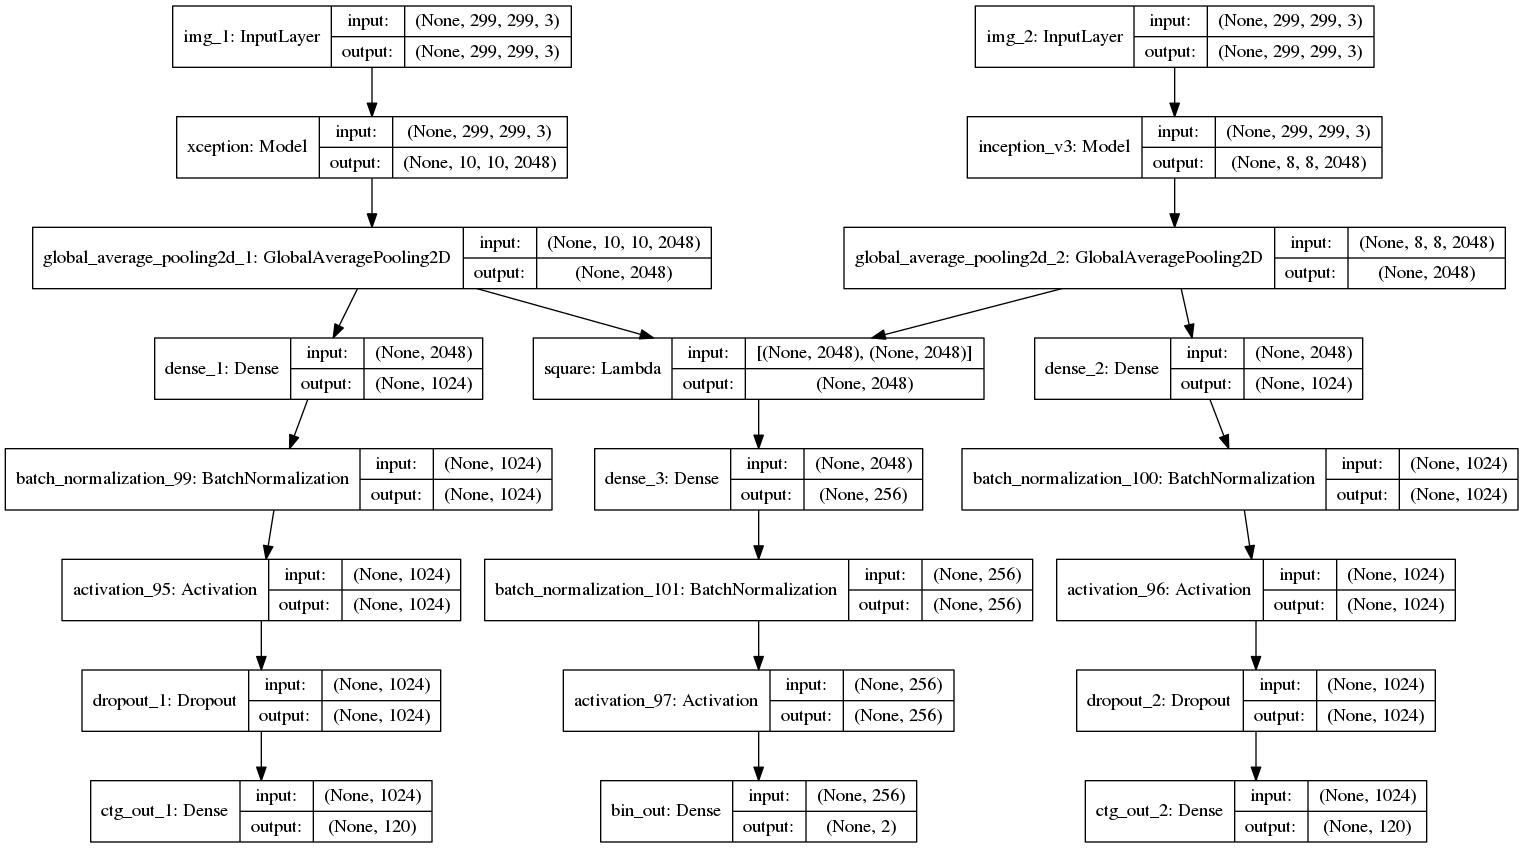 img_1: InputLayer
input: (None, 299, 299, 3)
output: (None, 299, 299, 3)
img_2: InputLayer
input: (None, 299, 299, 3)
output: (None, 299, 299, 3)
xception: Model
input: (None, 299, 299, 3)
output: (None, 10, 10, 2048)
inception_v3: Model
input: (None, 299, 299, 3)
output: (None, 8, 8, 2048)
global_average_pooling2d_1: GlobalAveragePooling2D
input: (None, 10, 10, 2048)
output: (None, 2048)
global_average_pooling2d_2: GlobalAveragePooling2D
input: (None, 8, 8, 2048)
output: (None, 2048)
dense_1: Dense
input: (None, 2048)
output: (None, 1024)
square: Lambda
input: [(None, 2048), (None, 2048)]
output: (None, 2048)
dense_2: Dense
input: (None, 2048)
output: (None, 1024)
batch_normalization_99: BatchNormalization
input: (None, 1024)
output: (None, 1024)
dense_3: Dense
input: (None, 2048)
output: (None, 256)
batch_normalization_100: BatchNormalization
input: (None, 1024)
output: (None, 1024)
activation_95: Activation
input: (None, 1024)
output: (None, 1024)
batch_normalization_101: BatchNormalization
input: (None, 256)
output: (None, 256)
activation_96: Activation
input: (None, 1024)
output: (None, 1024)
dropout_1: Dropout
input: (None, 1024)
output: (None, 1024)
activation_97: Activation
input: (None, 256)
output: (None, 256)
dropout_2: Dropout
input: (None, 1024)
output: (None, 1024)
ctg_out_1: Dense
input: (None, 1024)
output: (None, 120)
bin_out: Dense
input: (None, 256)
output: (None, 2)
ctg_out_2: Dense
input: (None, 1024)
output: (None, 120)